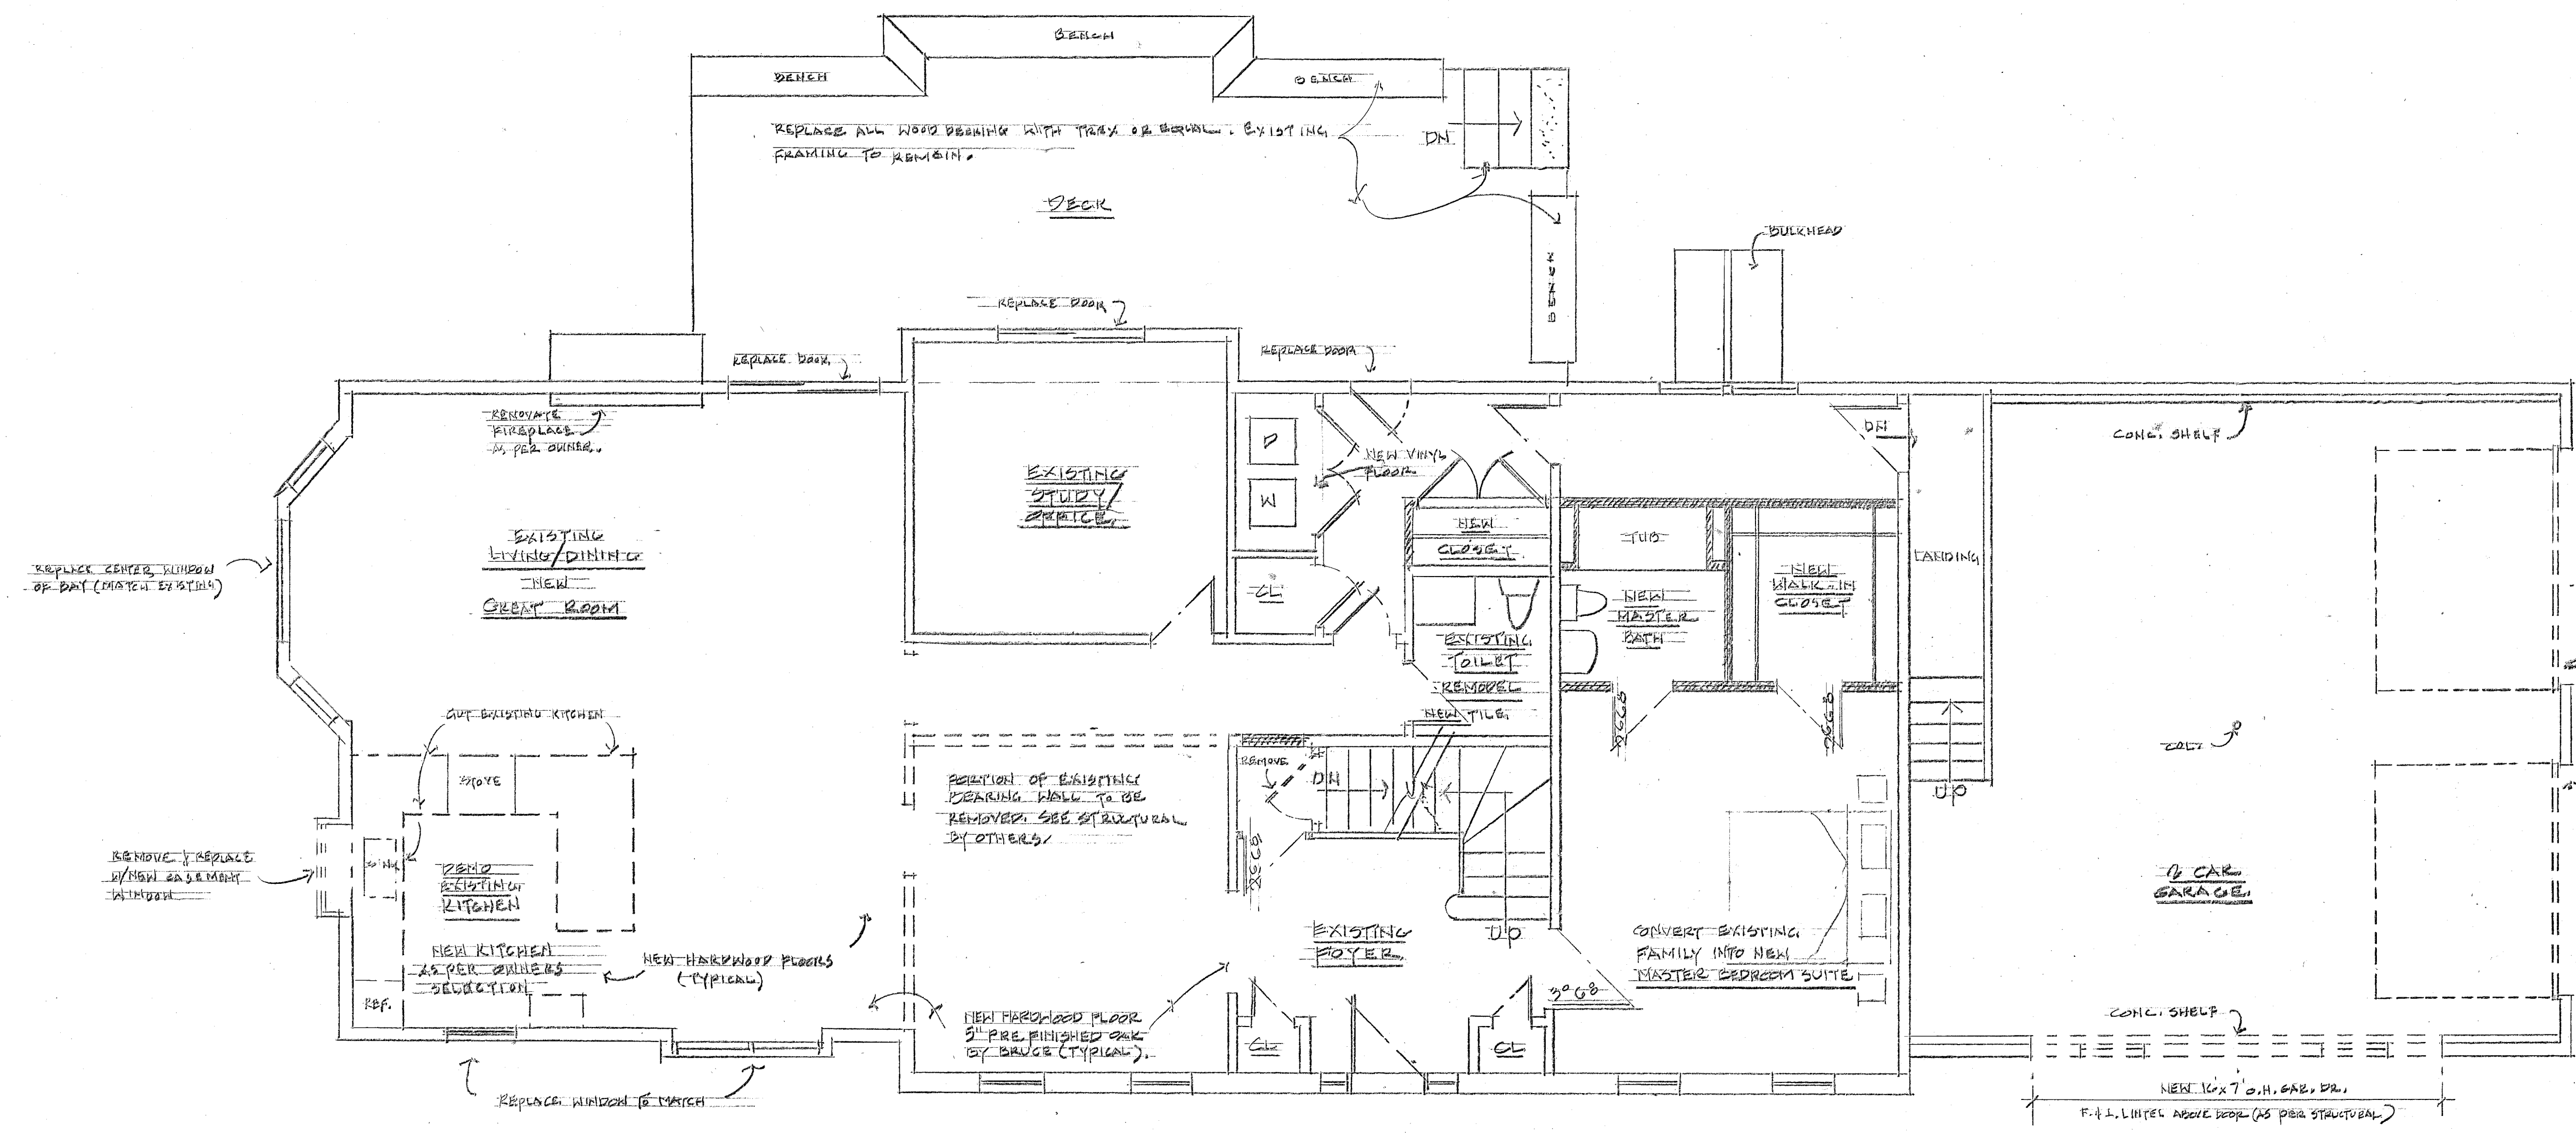 BENCH
BENCH
BENCH
REPLACE ALL WOOD DECKING WITH TREX OR EQUAL. EXISTING
FRAMING TO REMAIN.
DN
DECK
BENCH
BULKHEAD
REPLACE DOOR
REPLACE DOOR
REPLACE DOOR
RENOVATE
FIREPLACE
AS PER OWNER.
EXISTING
LIVING/DINING
NEW
GREAT ROOM
REPLACE CENTER WINDOW
OF BAY (MATCH EXISTING)
EXISTING
STUDY/
OFFICE
D
W
CL
NEW VINYL
FLOOR
NEW
CLOSET
EXISTING
TOILET
REMODEL
NEW TILE
TUB
NEW
MASTER
BATH
NEW
WALK-IN
CLOSET
2668
2668
DN
LANDING
UP
CONC. SHELF
COL.
2 CAR
GARAGE
CONC. SHELF
NEW 16'x7' O.H. GAR. DR.
F.&I. LINTEL ABOVE DOOR (AS PER STRUCTURAL)
GUT EXISTING KITCHEN
STOVE
SINK
REMOVE & REPLACE
W/NEW CASEMENT
WINDOW
DEMO
EXISTING
KITCHEN
NEW KITCHEN
AS PER OWNERS
SELECTION
REF.
NEW HARDWOOD FLOORS
(TYPICAL)
REPLACE WINDOW TO MATCH
PORTION OF EXISTING
BEARING WALL TO BE
REMOVED. SEE STRUCTURAL
BY OTHERS.
NEW HARDWOOD FLOOR
5" PRE FINISHED OAK
BY BRUCE (TYPICAL).
REMOVE
DN
2668
UP
EXISTING
FOYER
CL
CL
3068
CONVERT EXISTING
FAMILY INTO NEW
MASTER BEDROOM SUITE